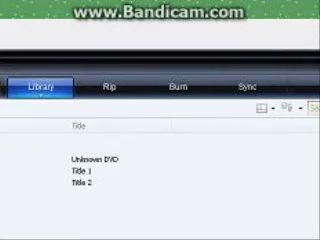 www.Bandicam.com
Library Rip Burn Sync
Title
Unknown DVD
Title 1
Title 2